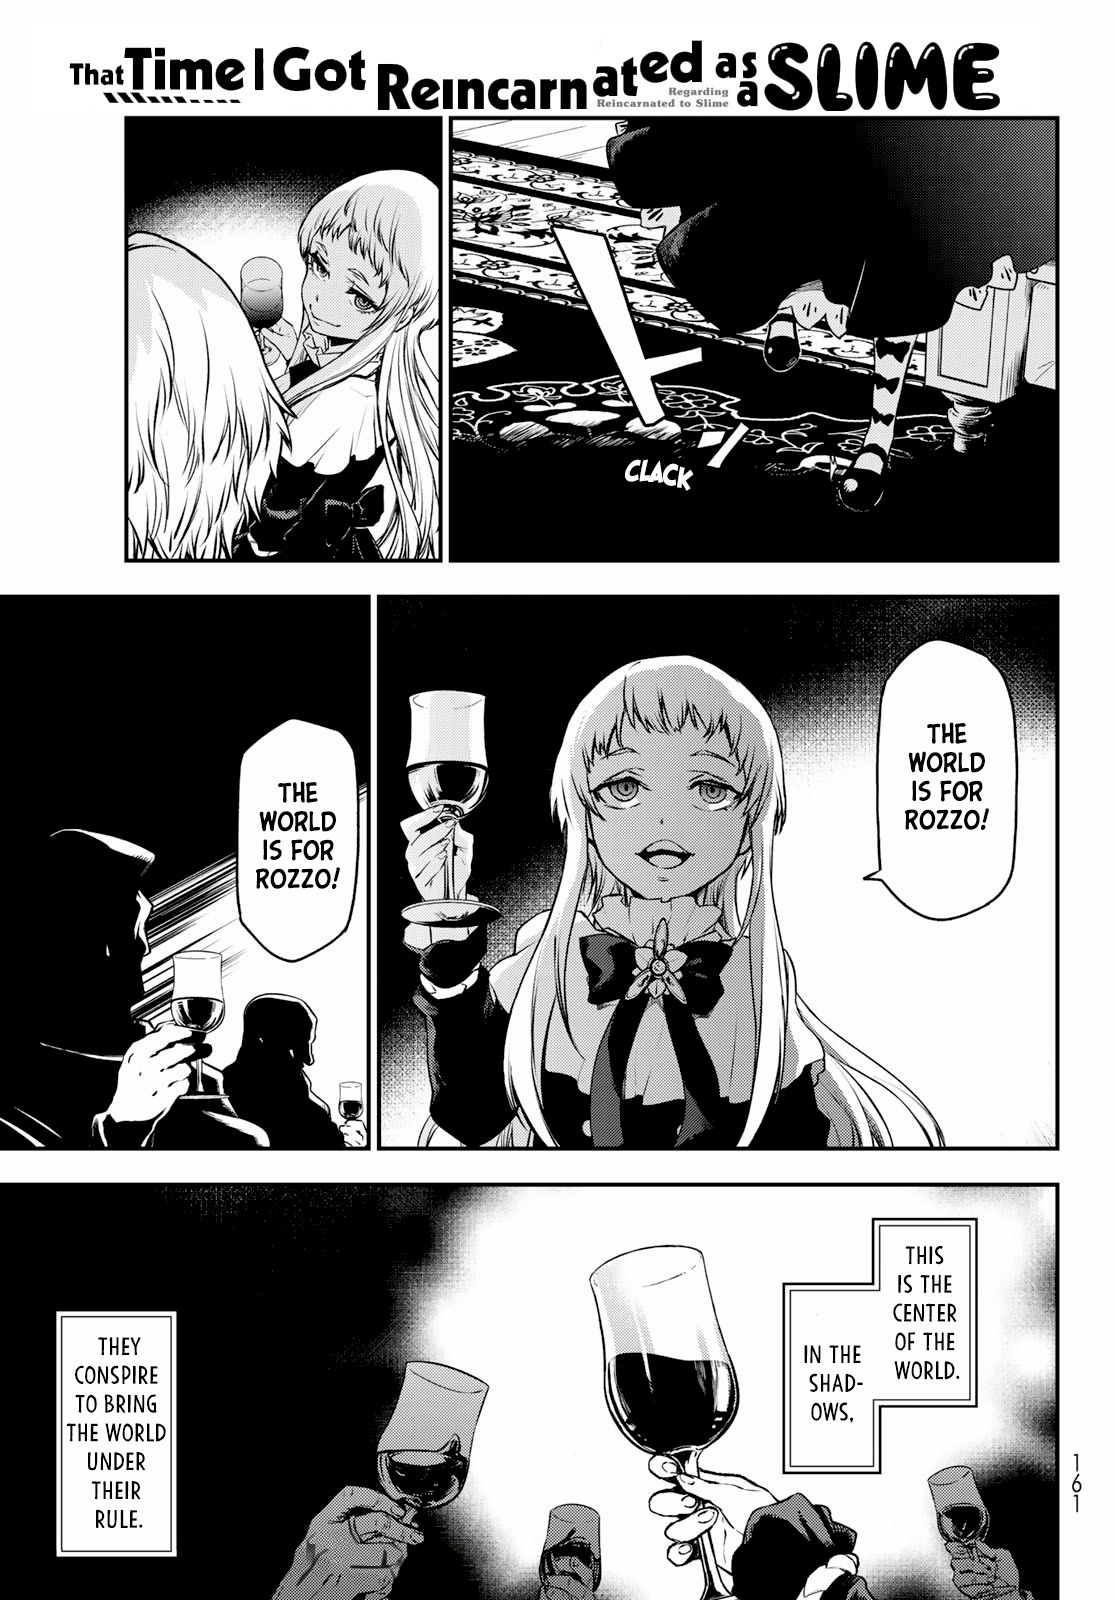 That Time I Got Reincarnated as a SLIME
Regarding
Reincarnated to Slime
カ
ッ
CLACK
THE
WORLD
IS FOR
ROZZO!
THE
WORLD
IS FOR
ROZZO!
THIS
IS THE
CENTER
OF THE
WORLD.
IN THE
SHAD-
OWS,
THEY
CONSPIRE
TO BRING
THE WORLD
UNDER
THEIR
RULE.
161